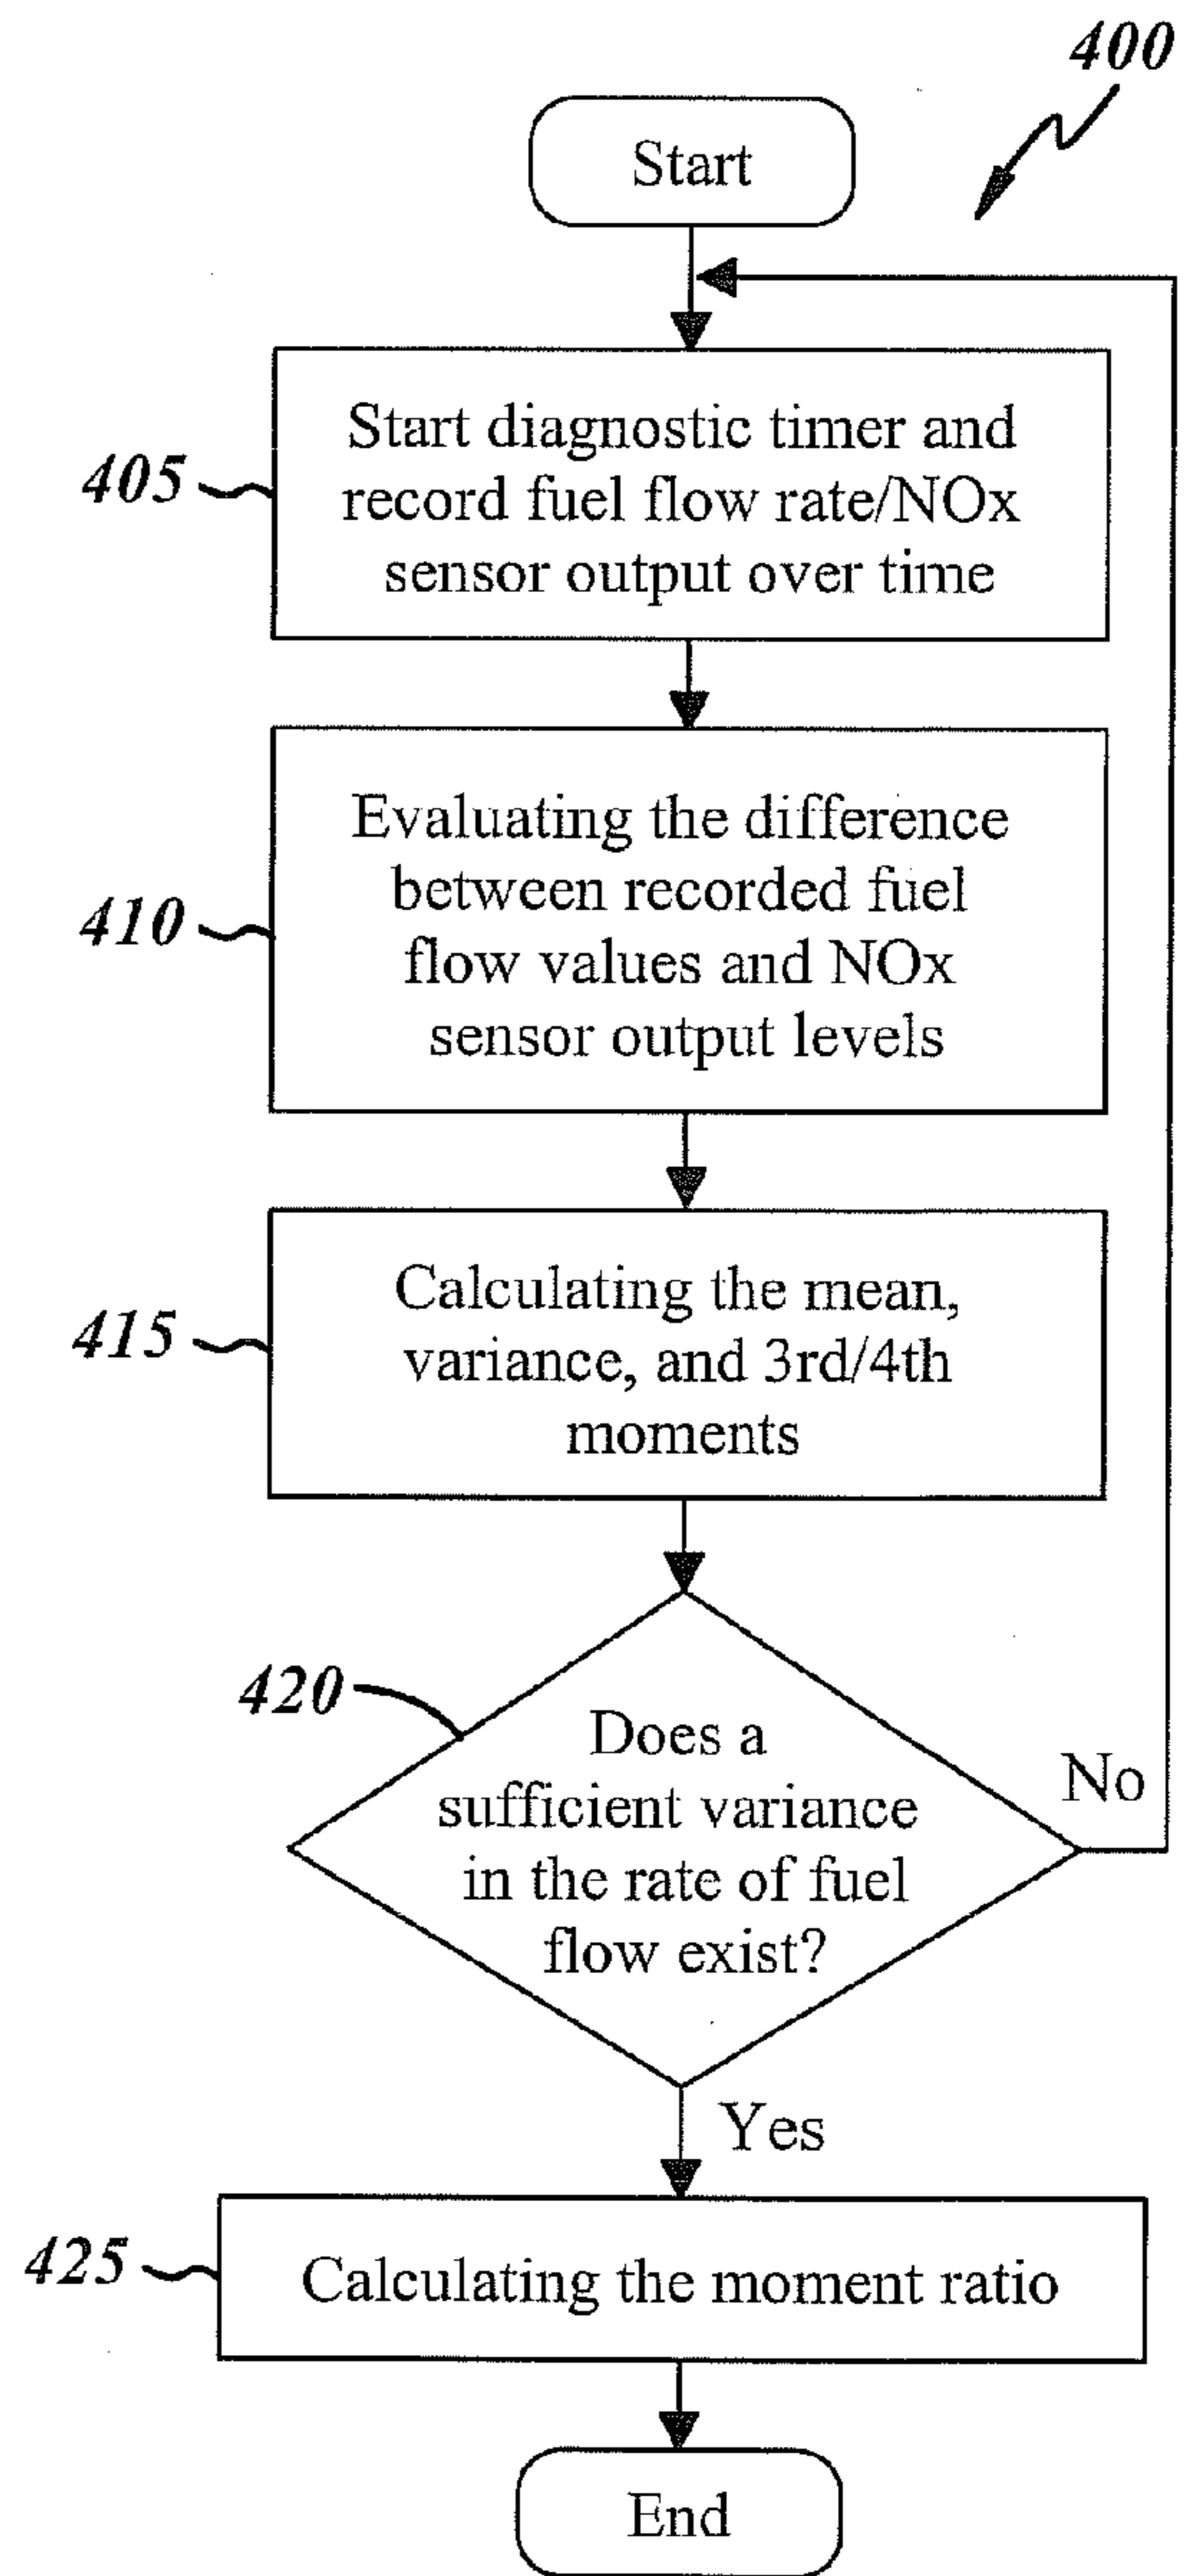 400
Start
405
Start diagnostic timer and
record fuel flow rate/NOx
sensor output over time
410
Evaluating the difference
between recorded fuel
flow values and NOx
sensor output levels
415
Calculating the mean,
variance, and 3rd/4th
moments
420
Does a
sufficient variance
in the rate of fuel
flow exist?
No
Yes
425
Calculating the moment ratio
End